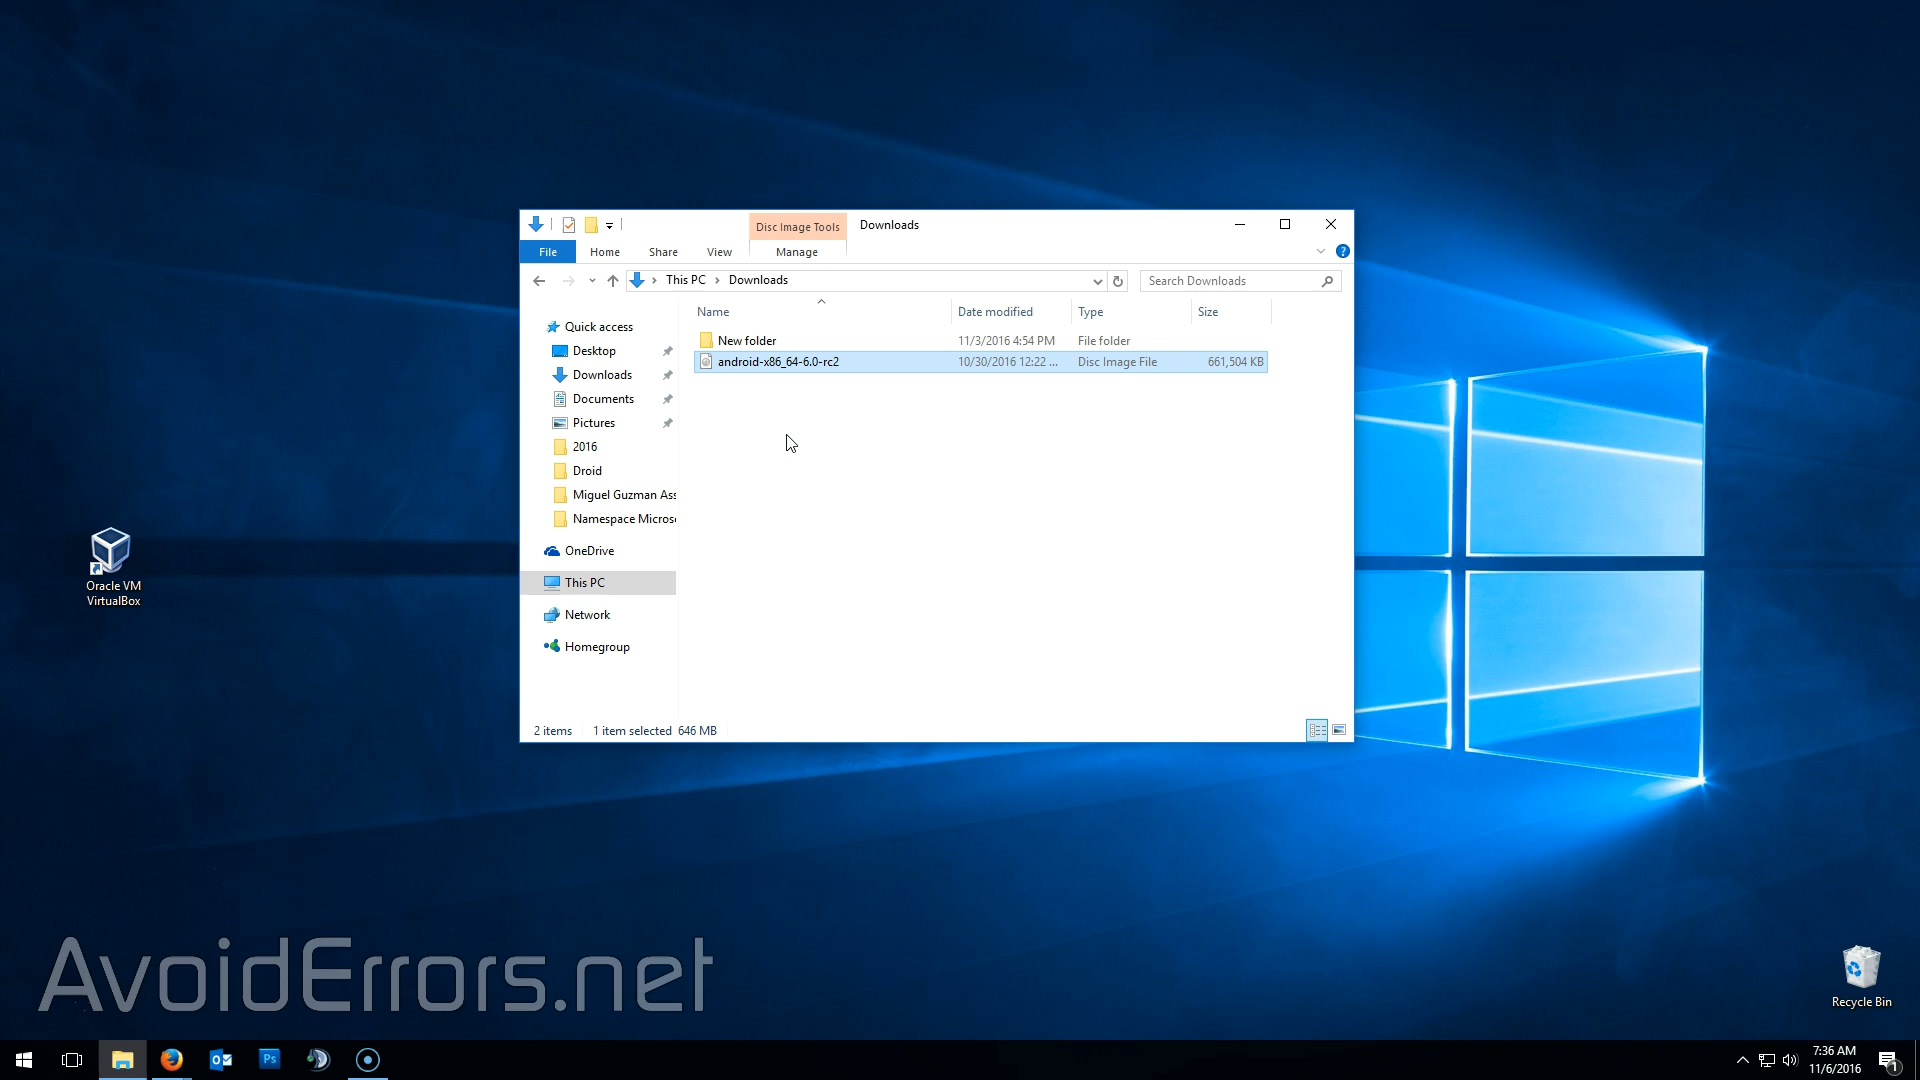 Disc Image Tools
Downloads
File
Home
Share
View
Manage
This PC
Downloads
Search Downloads
Name
Date modified
Type
Size
Quick access
Desktop
Downloads
Documents
Pictures
2016
Droid
Miguel Guzman Ass
Namespace Micros
OneDrive
This PC
Network
Homegroup
New folder 11/3/2016 4:54 PM File folder
android-x86_64-6.0-rc2 10/30/2016 12:22 ... Disc Image File 661,504 KB
2 items 1 item selected 646 MB
Oracle VM
VirtualBox
AvoidErrors.net
Recycle Bin
Ps
7:36 AM
11/6/2016
1